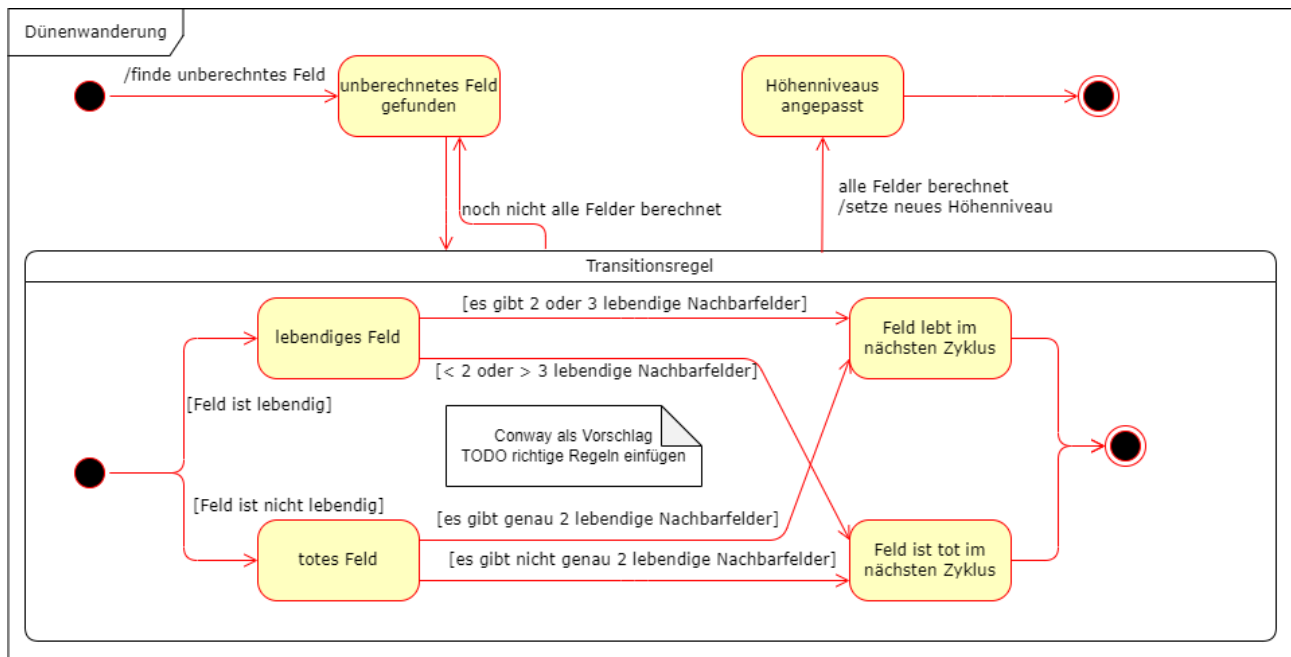 Dünenwanderung
/finde unberechntes Feld
unberechnetes Feld
gefunden
Höhenniveaus
angepasst
noch nicht alle Felder berechnet
alle Felder berechnet
/setze neues Höhenniveau
Transitionsregel
[es gibt 2 oder 3 lebendige Nachbarfelder]
lebendiges Feld
Feld lebt im
nächsten Zyklus
[< 2 oder > 3 lebendige Nachbarfelder]
[Feld ist lebendig]
Conway als Vorschlag
TODO richtige Regeln einfügen
[Feld ist nicht lebendig]
[es gibt genau 2 lebendige Nachbarfelder]
totes Feld
[es gibt nicht genau 2 lebendige Nachbarfelder]
Feld ist tot im
nächsten Zyklus